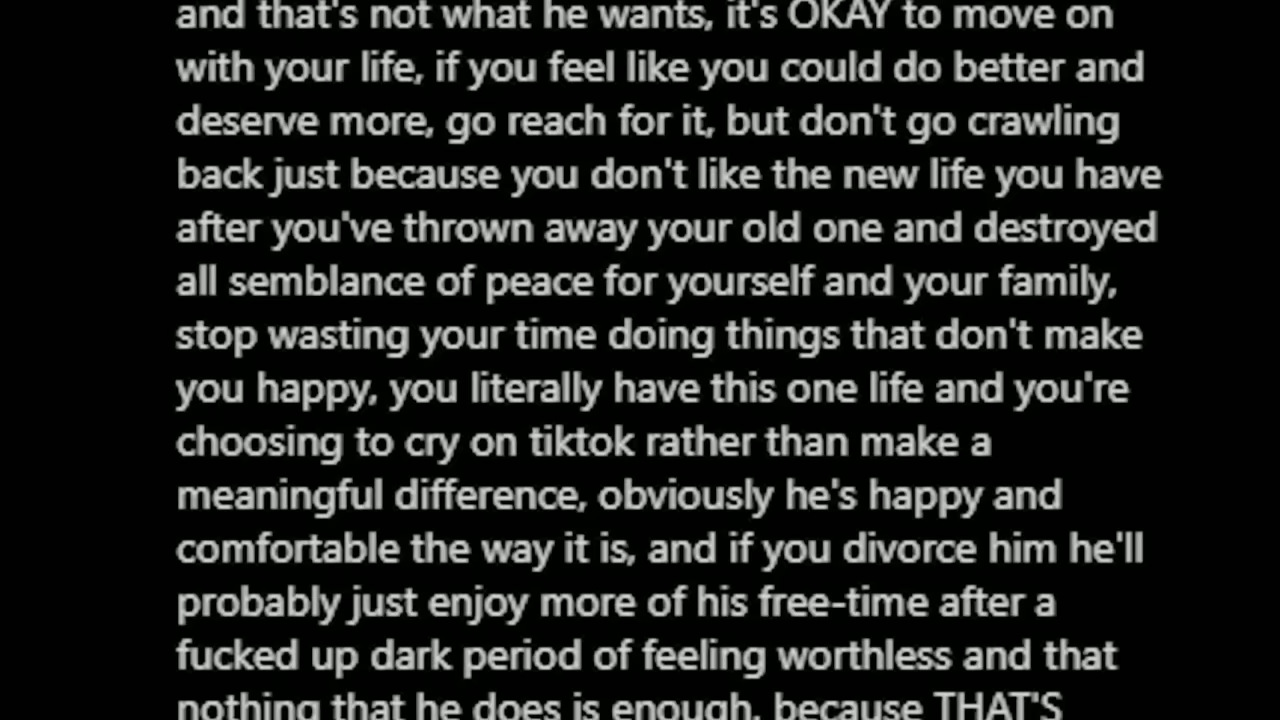 and that's not what he wants, it's OKAY to move on
with your life, if you feel like you could do better and
deserve more, go reach for it, but don't go crawling
back just because you don't like the new life you have
after you've thrown away your old one and destroyed
all semblance of peace for yourself and your family,
stop wasting your time doing things that don't make
you happy, you literally have this one life and you're
choosing to cry on tiktok rather than make a
meaningful difference, obviously he's happy and
comfortable the way it is, and if you divorce him he'll
probably just enjoy more of his free-time after a
fucked up dark period of feeling worthless and that
nothing that he does is enough, because THAT'S